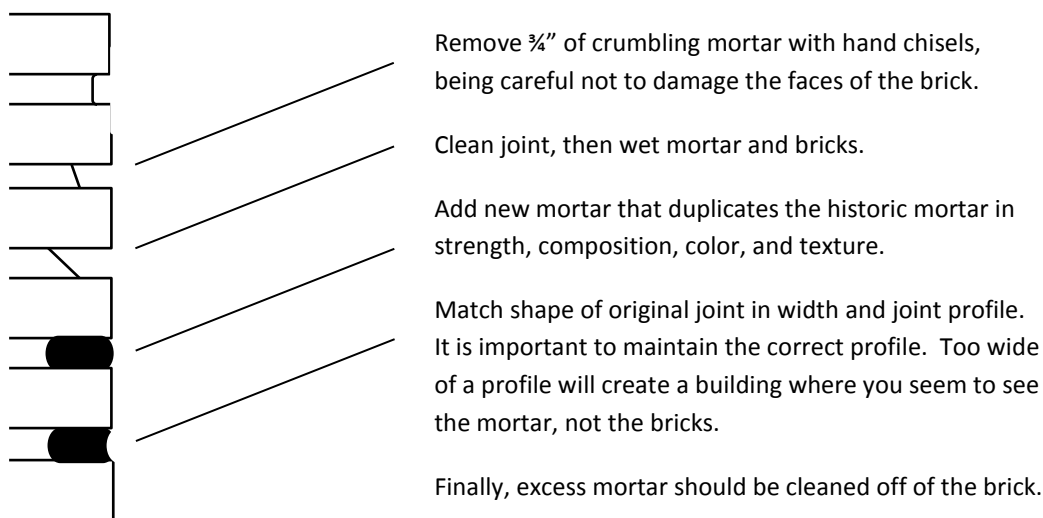 Remove ¾” of crumbling mortar with hand chisels,
being careful not to damage the faces of the brick.
Clean joint, then wet mortar and bricks.
Add new mortar that duplicates the historic mortar in
strength, composition, color, and texture.
Match shape of original joint in width and joint profile.
It is important to maintain the correct profile.  Too wide
of a profile will create a building where you seem to see
the mortar, not the bricks.
Finally, excess mortar should be cleaned off of the brick.